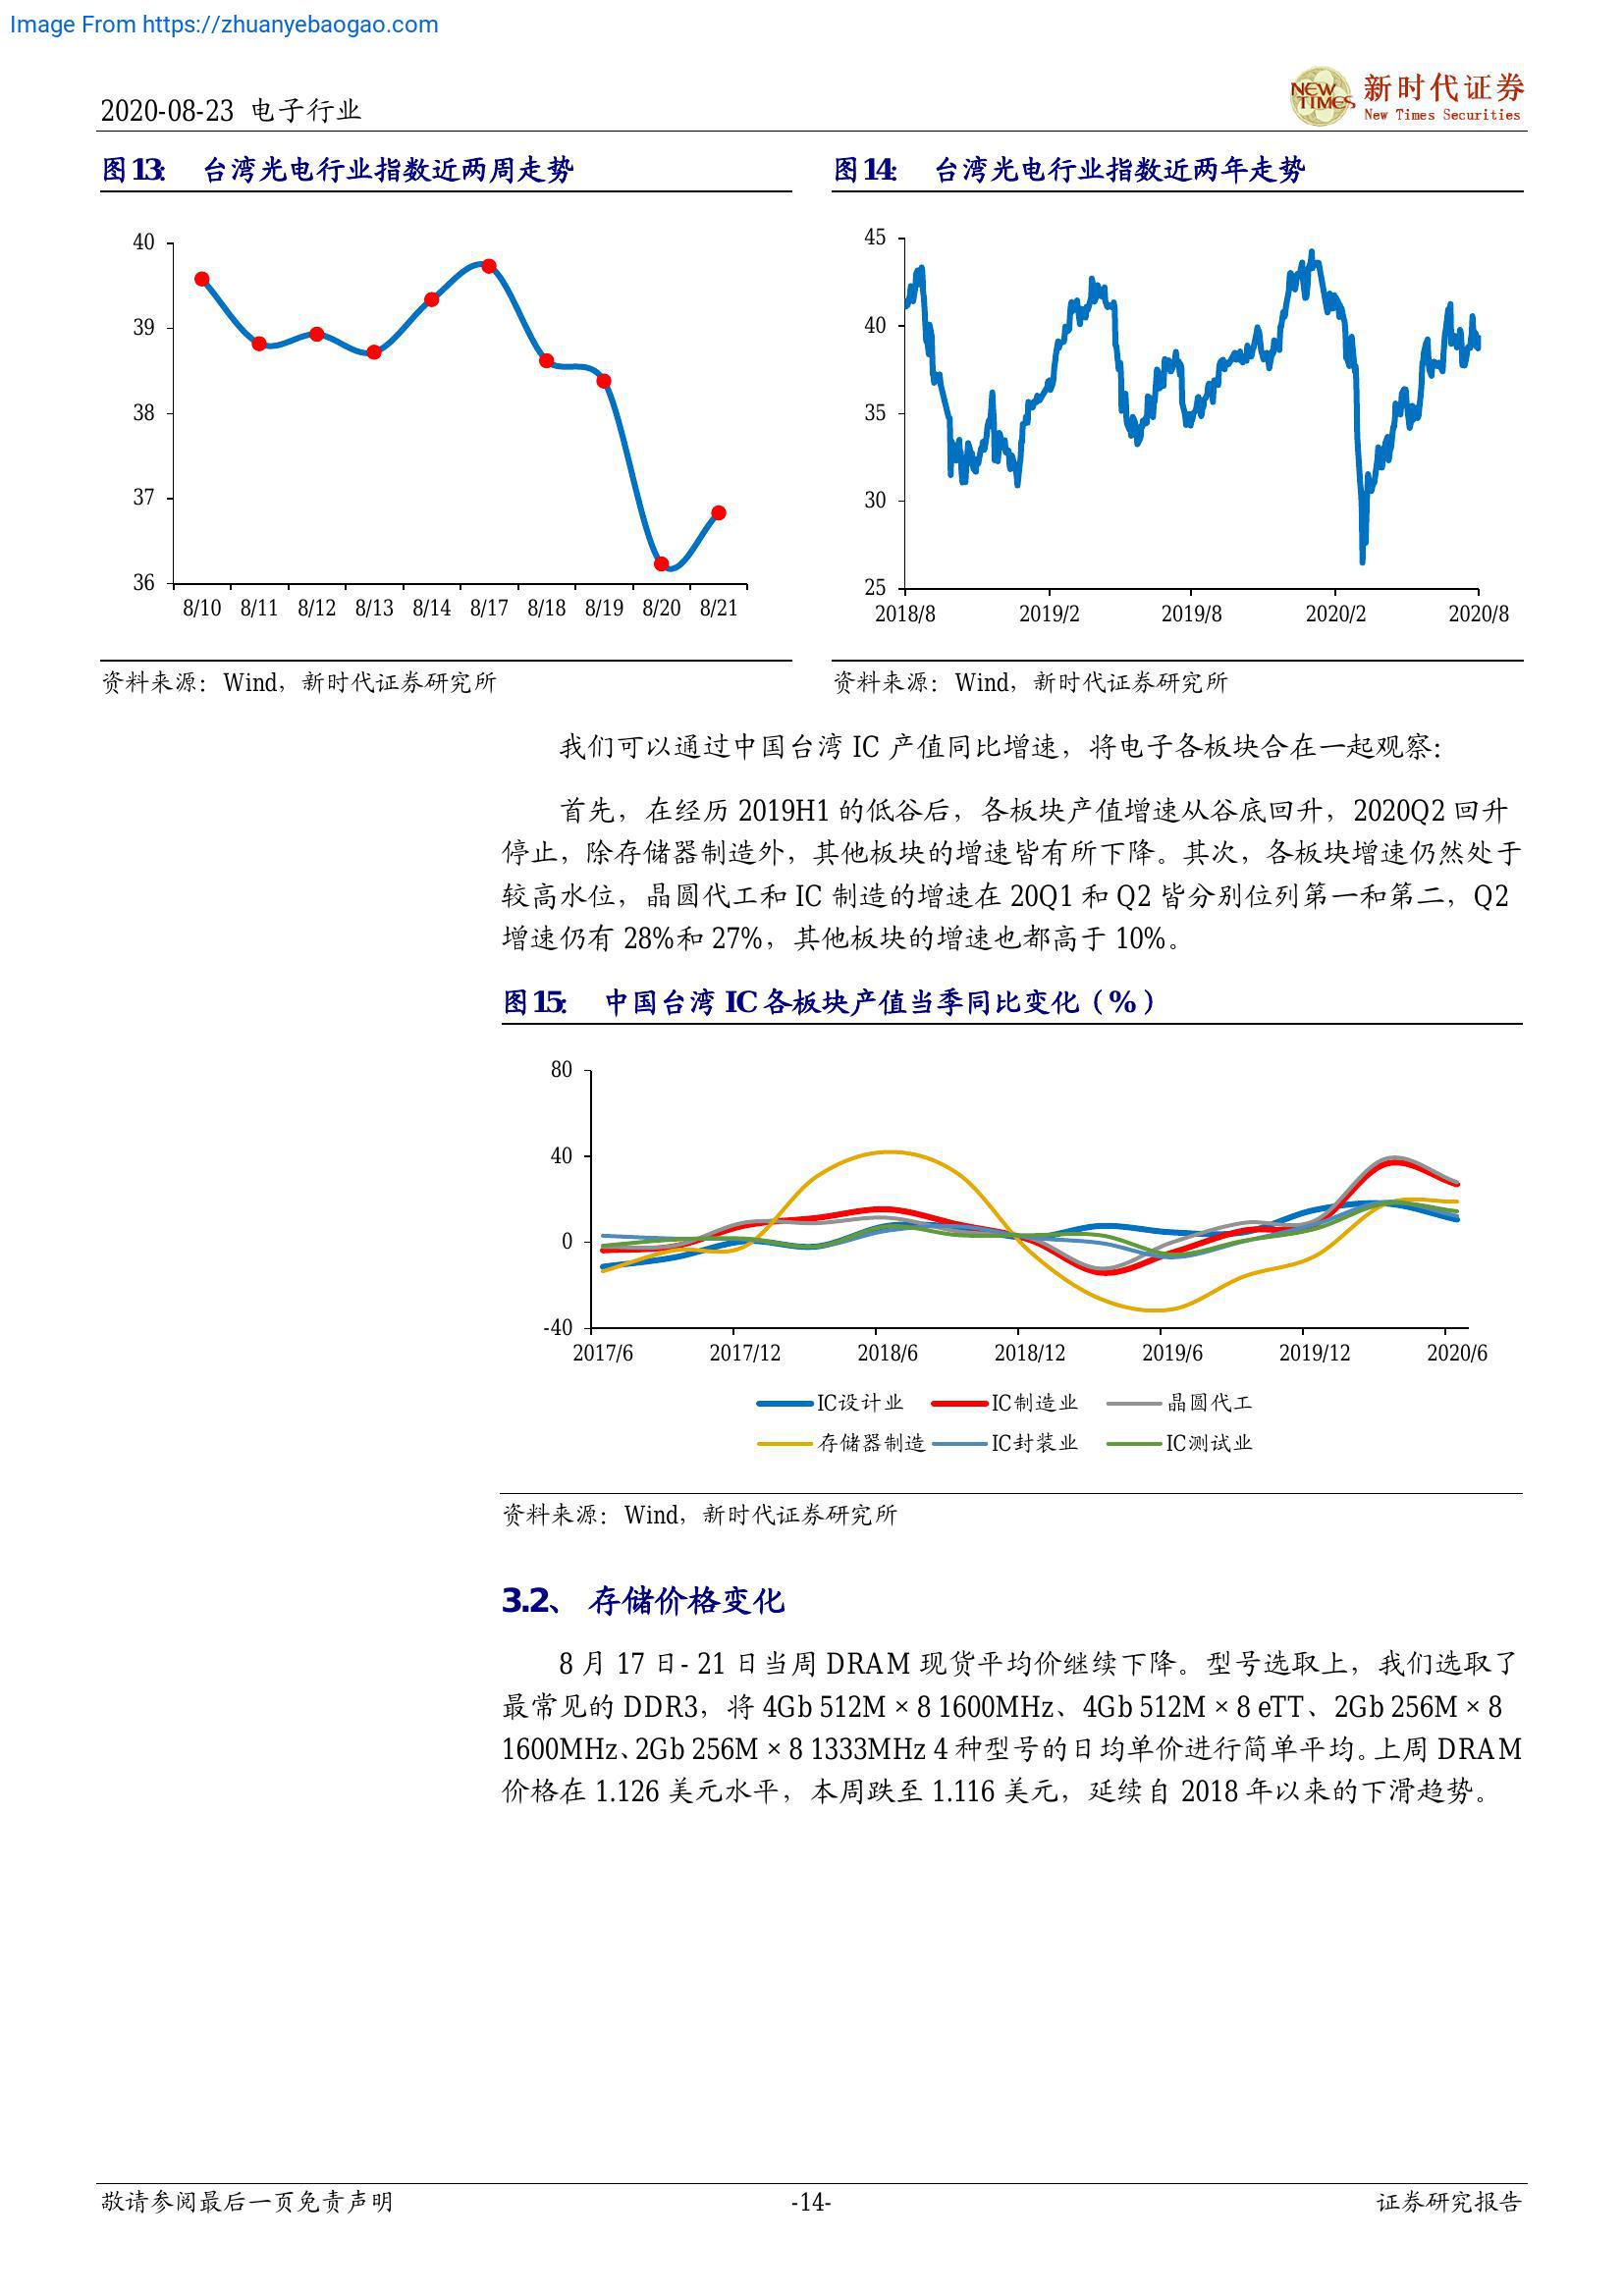 Image From https://zhuanyebaogao.com
2020-08-23 电子行业
NEW TIMES
新时代证券
New Times Securities
图13: 台湾光电行业指数近两周走势
图14: 台湾光电行业指数近两年走势
40
39
38
37
36
8/10 8/11 8/12 8/13 8/14 8/17 8/18 8/19 8/20 8/21
45
40
35
30
25
2018/8 2019/2 2019/8 2020/2 2020/8
资料来源：Wind，新时代证券研究所
资料来源：Wind，新时代证券研究所
我们可以通过中国台湾 IC 产值同比增速，将电子各板块合在一起观察：
首先，在经历 2019H1 的低谷后，各板块产值增速从谷底回升，2020Q2 回升
停止，除存储器制造外，其他板块的增速皆有所下降。其次，各板块增速仍然处于
较高水位，晶圆代工和 IC 制造的增速在 20Q1 和 Q2 皆分别位列第一和第二，Q2
增速仍有 28%和 27%，其他板块的增速也都高于 10%。
图15: 中国台湾 IC 各板块产值当季同比变化（%）
80
40
0
-40
2017/6 2017/12 2018/6 2018/12 2019/6 2019/12 2020/6
IC设计业 IC制造业 晶圆代工
存储器制造 IC封装业 IC测试业
资料来源：Wind，新时代证券研究所
3.2、 存储价格变化
8 月 17 日- 21 日当周 DRAM 现货平均价继续下降。型号选取上，我们选取了
最常见的 DDR3，将 4Gb 512M × 8 1600MHz、4Gb 512M × 8 eTT、2Gb 256M × 8
1600MHz、2Gb 256M × 8 1333MHz 4 种型号的日均单价进行简单平均。上周 DRAM
价格在 1.126 美元水平，本周跌至 1.116 美元，延续自 2018 年以来的下滑趋势。
敬请参阅最后一页免责声明 -14- 证券研究报告